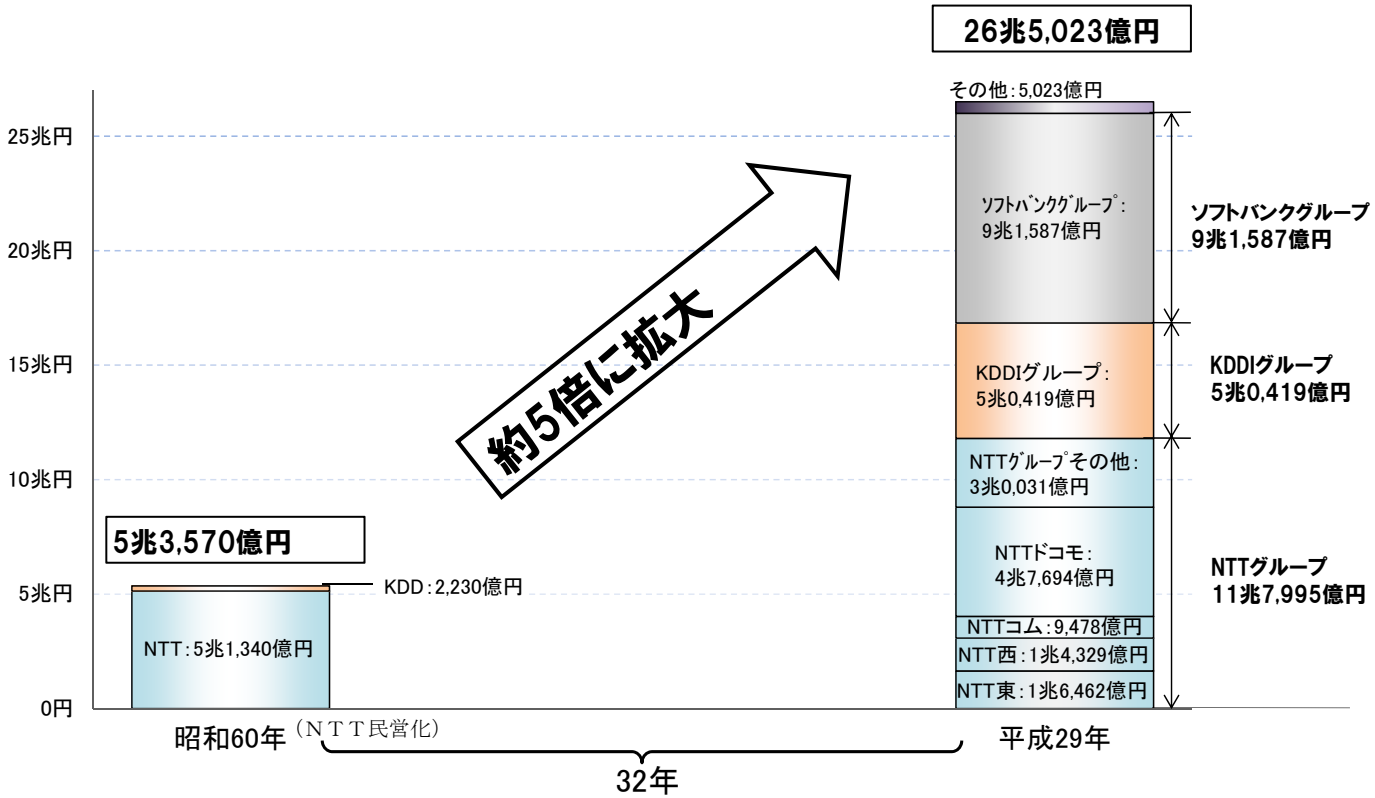 26兆5,023億円
その他:5,023億円
25兆円
20兆円
15兆円
10兆円
5兆円
0円
ソフトバンクグループ:
9兆1,587億円
ソフトバンクグループ
9兆1,587億円
KDDIグループ:
5兆0,419億円
KDDIグループ
5兆0,419億円
約5倍に拡大
NTTグループその他:
3兆0,031億円
NTTドコモ:
4兆7,694億円
NTTコム:9,478億円
NTT西:1兆4,329億円
NTT東:1兆6,462億円
NTTグループ
11兆7,995億円
5兆3,570億円
KDD:2,230億円
NTT:5兆1,340億円
昭和60年
(NTT民営化)
平成29年
32年